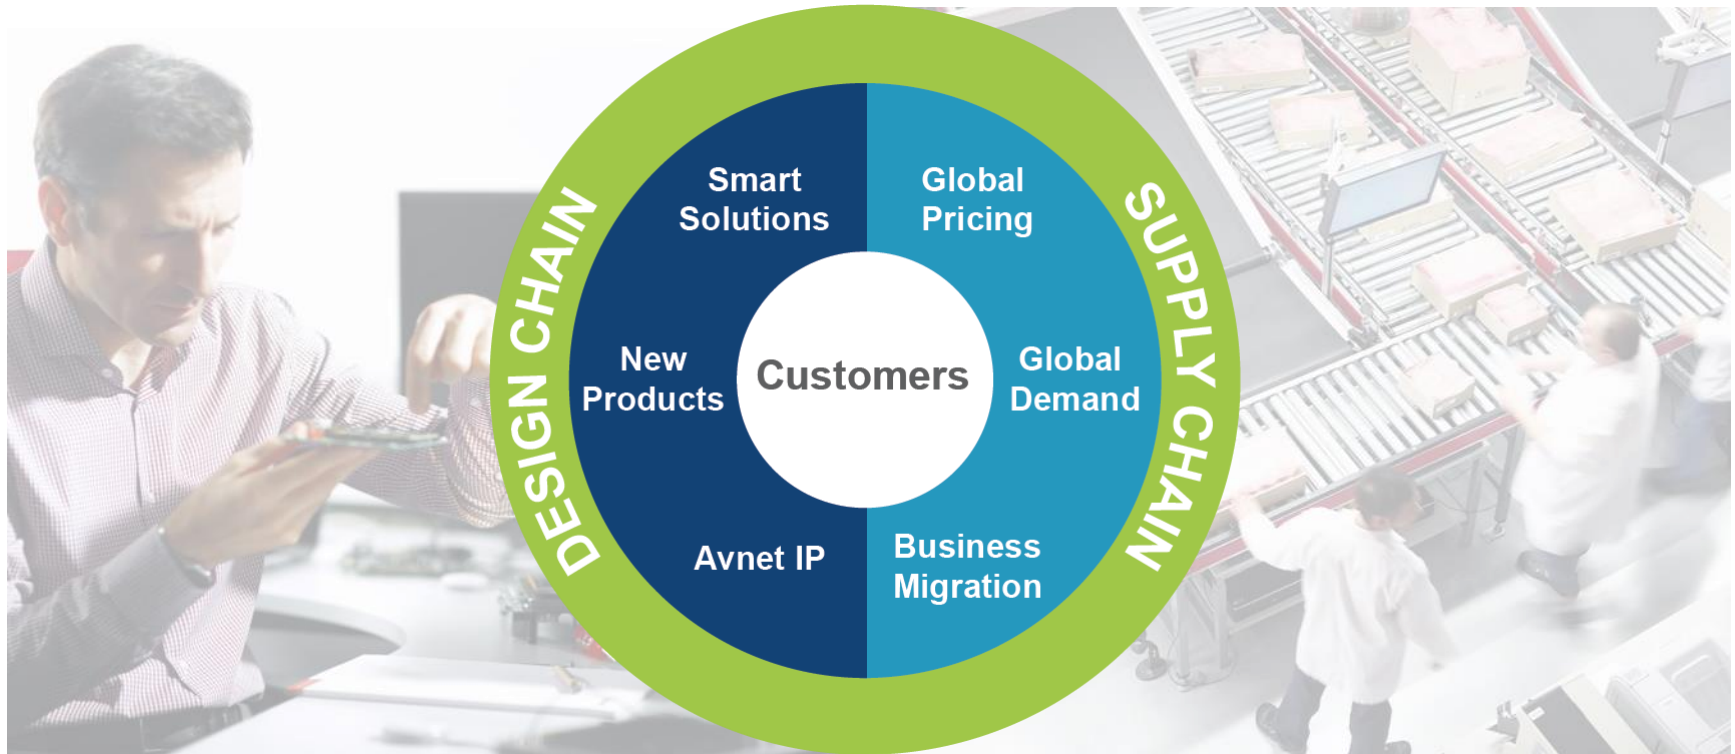 DESIGN CHAIN
Smart
Solutions
New
Products
Avnet IP
Customers
Global
Pricing
Global
Demand
Business
Migration
SUPPLY CHAIN